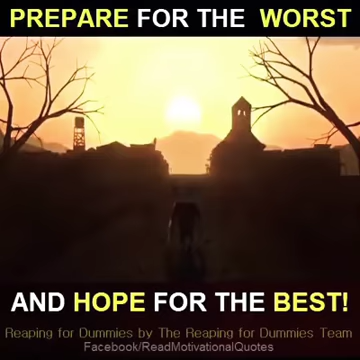 PREPARE FOR THE WORST
AND HOPE FOR THE BEST!
Reaping for Dummies by The Reaping for Dummies Team
Facebook/ReadMotivationalQuotes